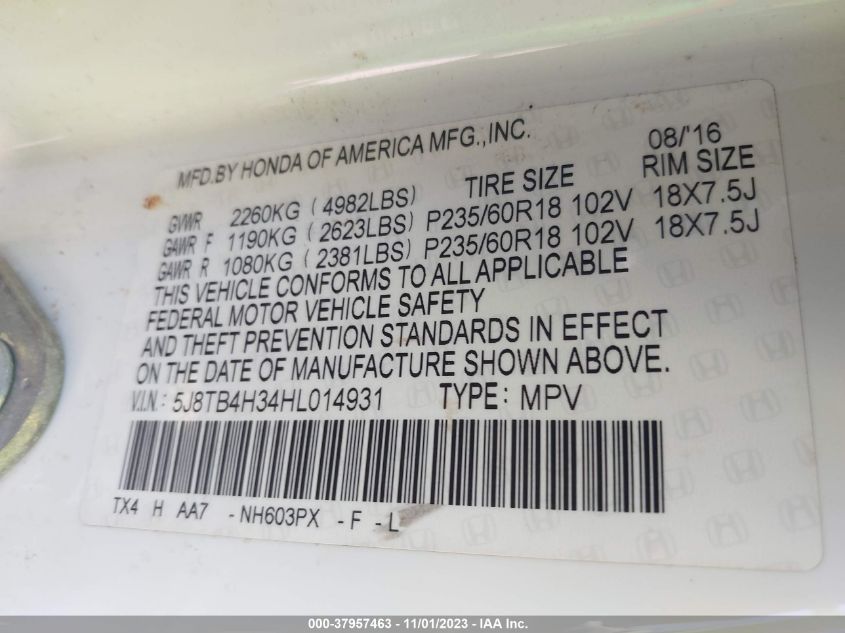 MFD.BY HONDA OF AMERICA MFG.,INC. 08/'16
GVWR 2260KG (4982LBS) TIRE SIZE RIM SIZE
GAWR F 1190KG (2623LBS) P235/60R18 102V 18X7.5J
GAWR R 1080KG (2381LBS) P235/60R18 102V 18X7.5J
THIS VEHICLE CONFORMS TO ALL APPLICABLE
FEDERAL MOTOR VEHICLE SAFETY
AND THEFT PREVENTION STANDARDS IN EFFECT
ON THE DATE OF MANUFACTURE SHOWN ABOVE.
V.I.N.: 5J8TB4H34HL014931 TYPE: MPV
TX4 H AA7 -NH603PX -F -L
000-37957463 - 11/01/2023 - IAA Inc.